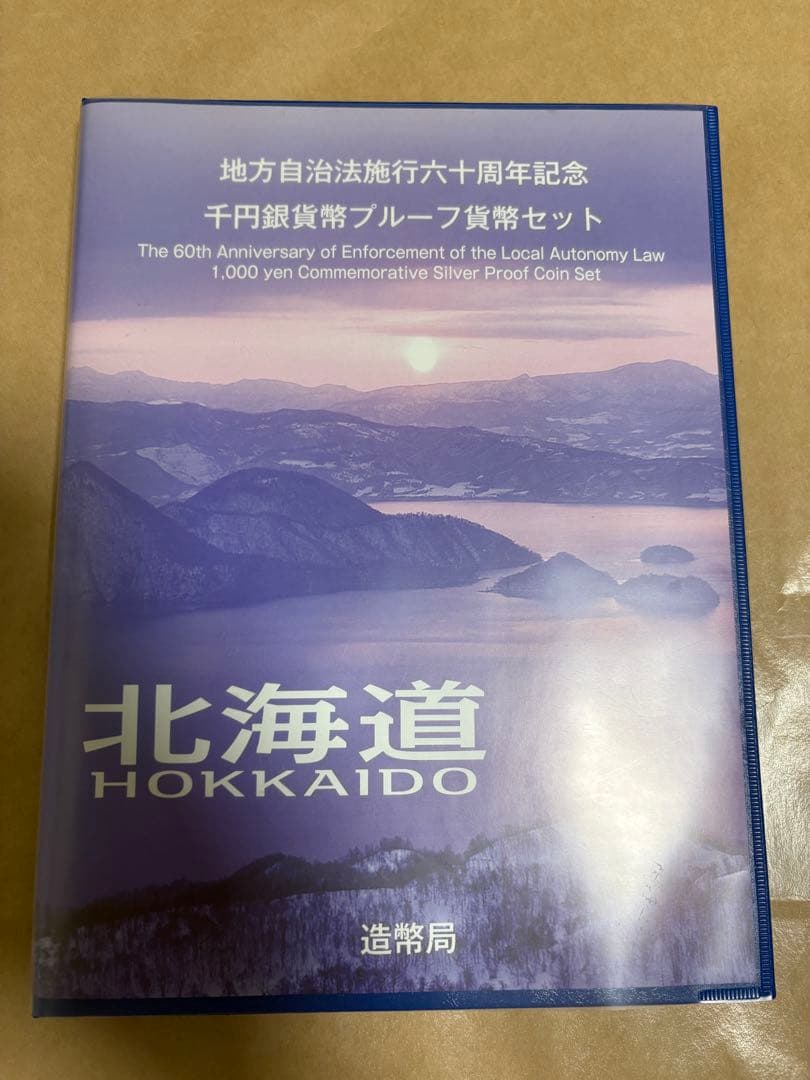 地方自治法施行六十周年記念
千円銀貨幣プルーフ貨幣セット
The 60th Anniversary of Enforcement of the Local Autonomy Law
1,000 yen Commemorative Silver Proof Coin Set
北海道
HOKKAIDO
造幣局